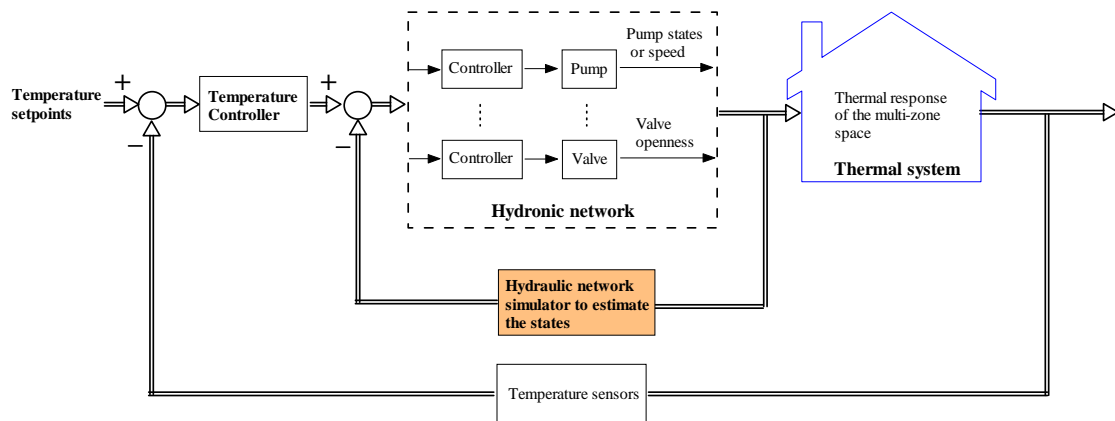 Temperature
setpoints
+
−
Temperature
Controller
+
−
Controller
Pump
Pump states
or speed
Controller
Valve
Valve
openness
Hydronic network
Thermal response
of the multi-zone
space
Thermal system
Hydraulic network
simulator to estimate
the states
Temperature sensors